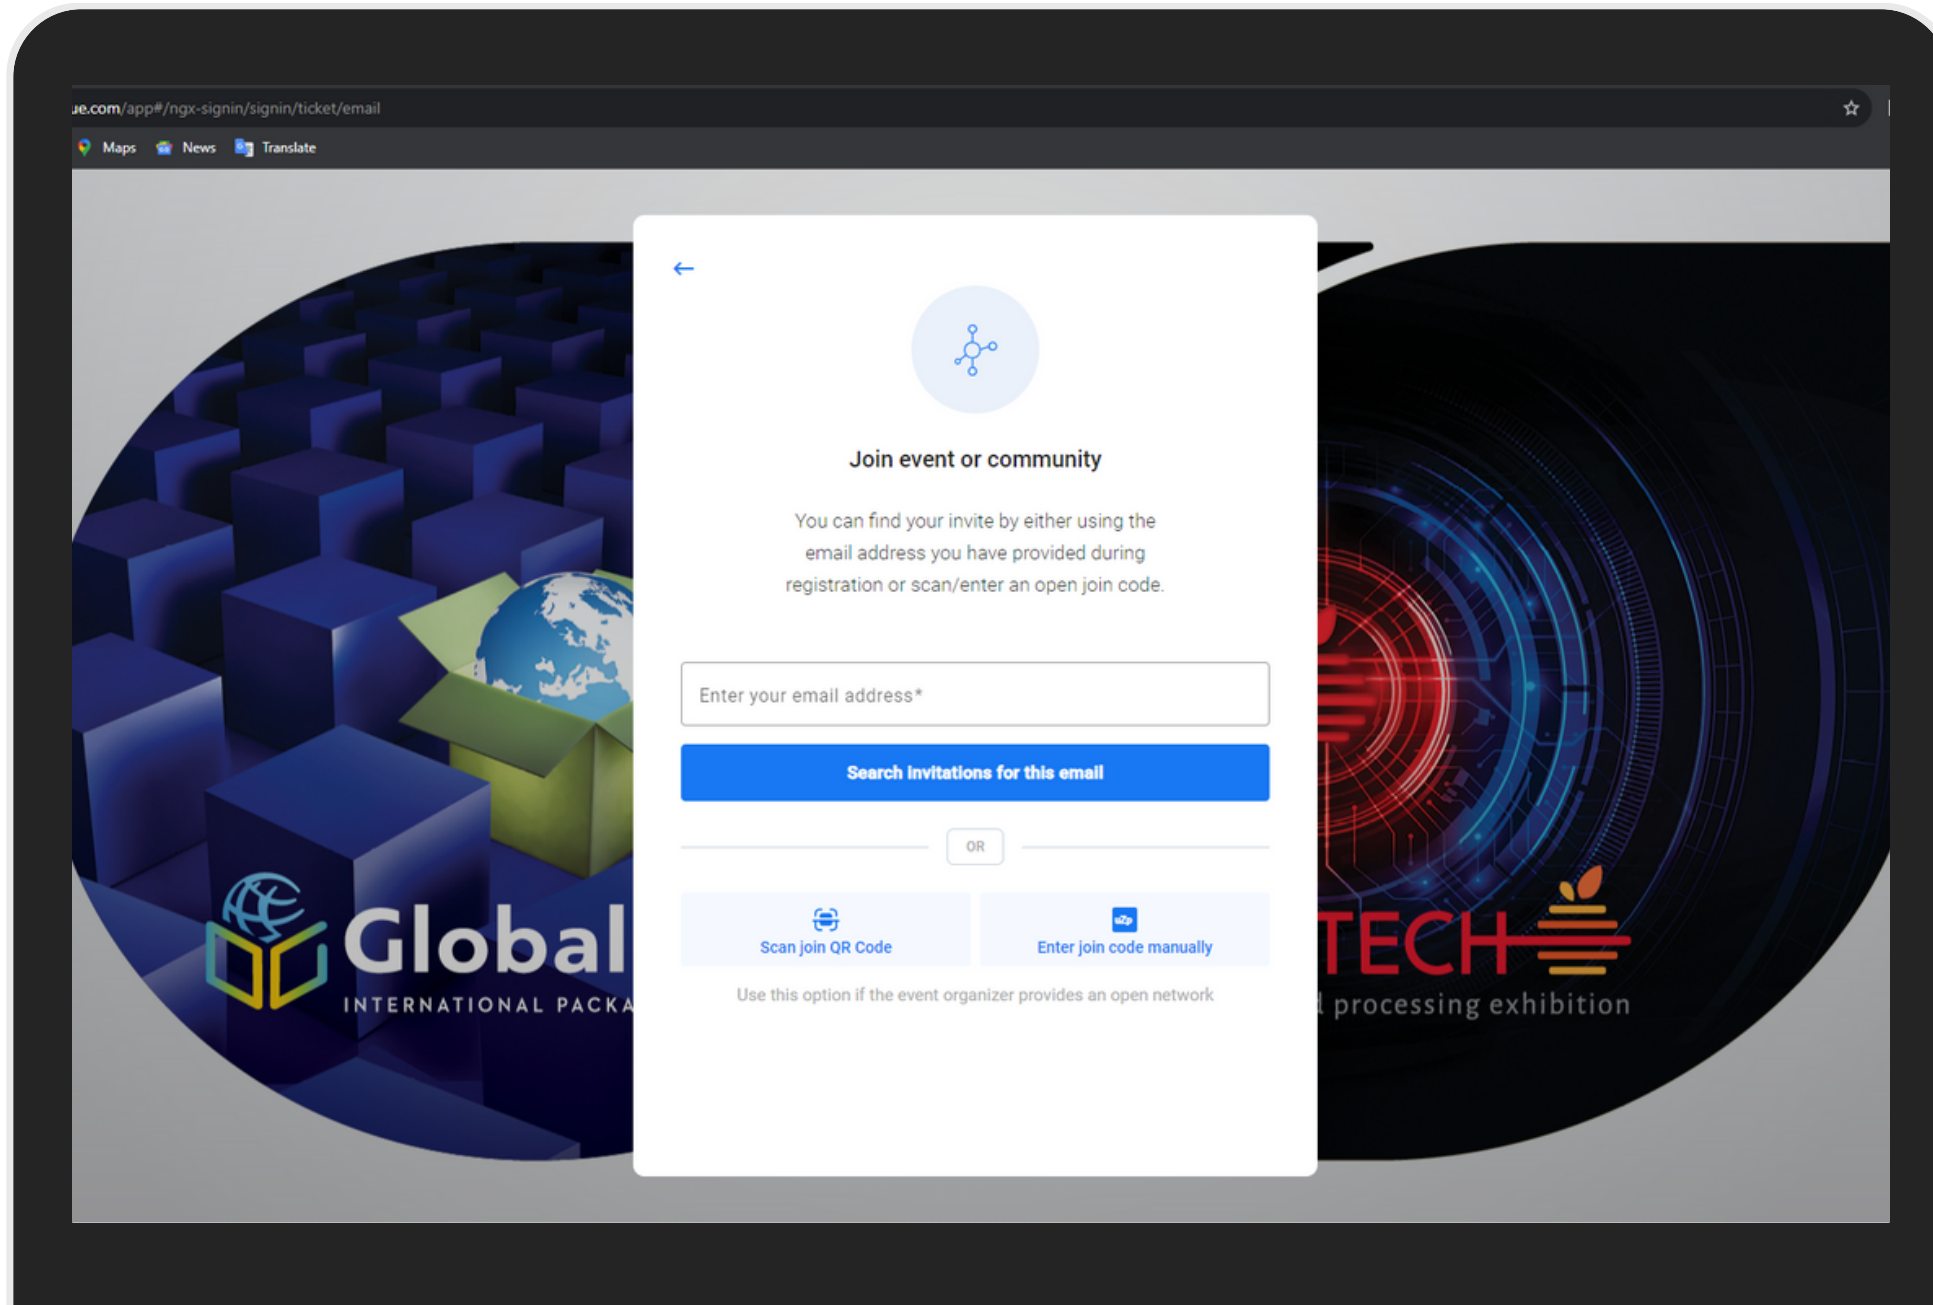 ue.com/app#/ngx-signin/signin/ticket/email
Maps News Translate
Join event or community
You can find your invite by either using the
email address you have provided during
registration or scan/enter an open join code.
Enter your email address*
Search Invitations for this email
OR
Scan join QR Code
Enter join code manually
Use this option if the event organizer provides an open network
Global
INTERNATIONAL PACKA
TECH
processing exhibition